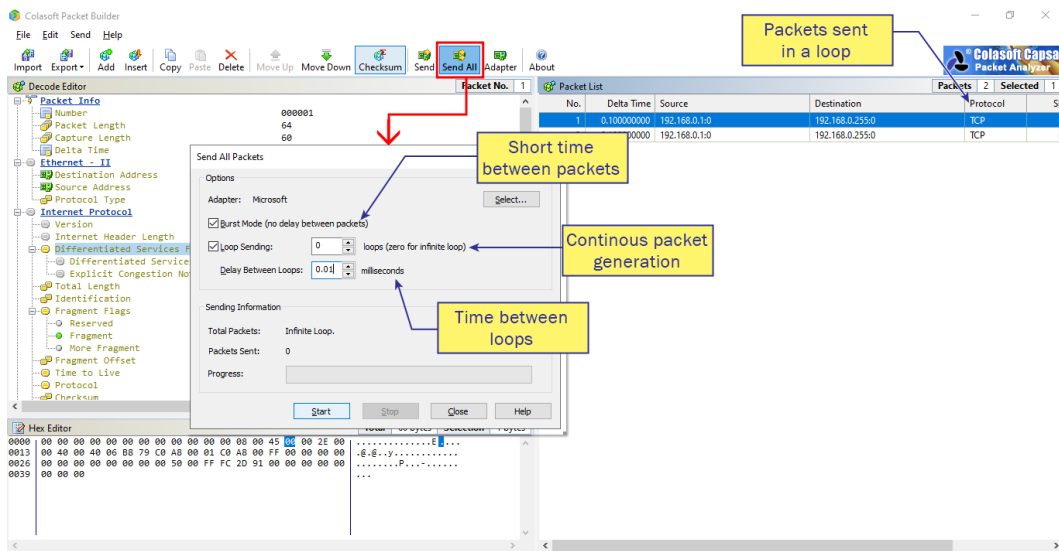 Colasoft Packet Builder
Packets sent
in a loop
File Edit Send Help
Import Export Add Insert Copy Paste Delete Move Up Move Down Checksum Send Send All Adapter About
Colasoft Capsa
Packet Analyzer
Decode Editor Packet No. 1
Packet List Packets 2 Selected 1
No. Delta Time Source Destination Protocol
1 0.100000000 192.168.0.1:0 192.168.0.255:0 TCP
192.168.0.1:0 192.168.0.255:0 TCP
Packet Info
Number 000001
Packet Length 64
Capture Length 60
Delta Time
Ethernet - II
Destination Address
Source Address
Protocol Type
Internet Protocol
Version
Internet Header Length
Differentiated Services F
Differentiated Service
Explicit Congestion No
Total Length
Identification
Fragment Flags
Reserved
Fragment
More Fragment
Fragment Offset
Time to Live
Protocol
Checksum
Send All Packets
Options
Adapter: Microsoft Select...
Burst Mode (no delay between packets)
Loop Sending: 0 loops (zero for infinite loop)
Delay Between Loops: 0.01 milliseconds
Sending Information
Total Packets: Infinite Loop.
Packets Sent: 0
Progress:
Start Stop Close Help
Short time
between packets
Continous packet
generation
Time between
loops
Hex Editor Total 60 bytes Selection 1 bytes
0000 00 00 00 00 00 00 00 00 00 00 00 00 08 00 45 00 00 2E 00 ..............E....
0013 00 40 00 40 06 B8 79 C0 A8 00 01 C0 A8 00 FF 00 00 00 00 .@.@..y............
0026 00 00 00 00 00 00 00 50 00 FF FC 2D 91 00 00 00 00 00 .......P...-......
0039 00 00 00 ...